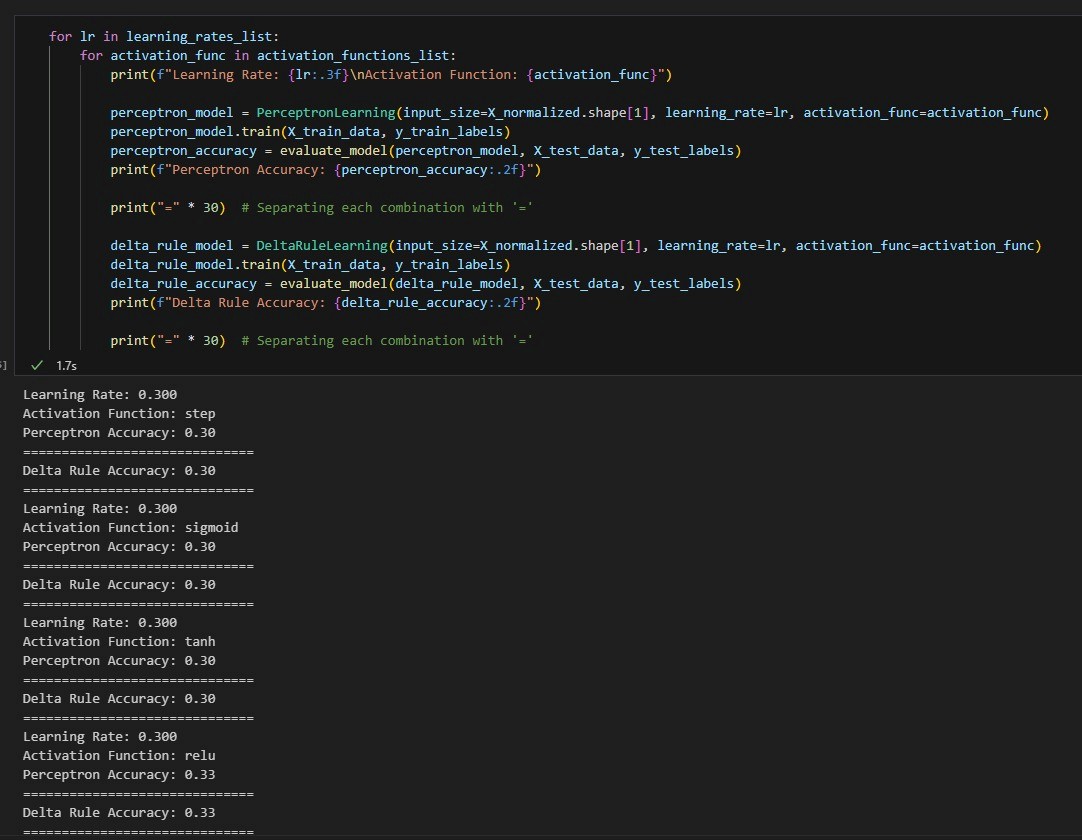 for lr in learning_rates_list:
for activation_func in activation_functions_list:
print(f"Learning Rate: {lr:.3f}\nActivation Function: {activation_func}")
perceptron_model = PerceptronLearning(input_size=X_normalized.shape[1], learning_rate=lr, activation_func=activation_func)
perceptron_model.train(X_train_data, y_train_labels)
perceptron_accuracy = evaluate_model(perceptron_model, X_test_data, y_test_labels)
print(f"Perceptron Accuracy: {perceptron_accuracy:.2f}")
print("=" * 30)  # Separating each combination with '='
delta_rule_model = DeltaRuleLearning(input_size=X_normalized.shape[1], learning_rate=lr, activation_func=activation_func)
delta_rule_model.train(X_train_data, y_train_labels)
delta_rule_accuracy = evaluate_model(delta_rule_model, X_test_data, y_test_labels)
print(f"Delta Rule Accuracy: {delta_rule_accuracy:.2f}")
print("=" * 30)  # Separating each combination with '='
✓ 1.7s
Learning Rate: 0.300
Activation Function: step
Perceptron Accuracy: 0.30
==============================
Delta Rule Accuracy: 0.30
==============================
Learning Rate: 0.300
Activation Function: sigmoid
Perceptron Accuracy: 0.30
==============================
Delta Rule Accuracy: 0.30
==============================
Learning Rate: 0.300
Activation Function: tanh
Perceptron Accuracy: 0.30
==============================
Delta Rule Accuracy: 0.30
==============================
Learning Rate: 0.300
Activation Function: relu
Perceptron Accuracy: 0.33
==============================
Delta Rule Accuracy: 0.33
==============================